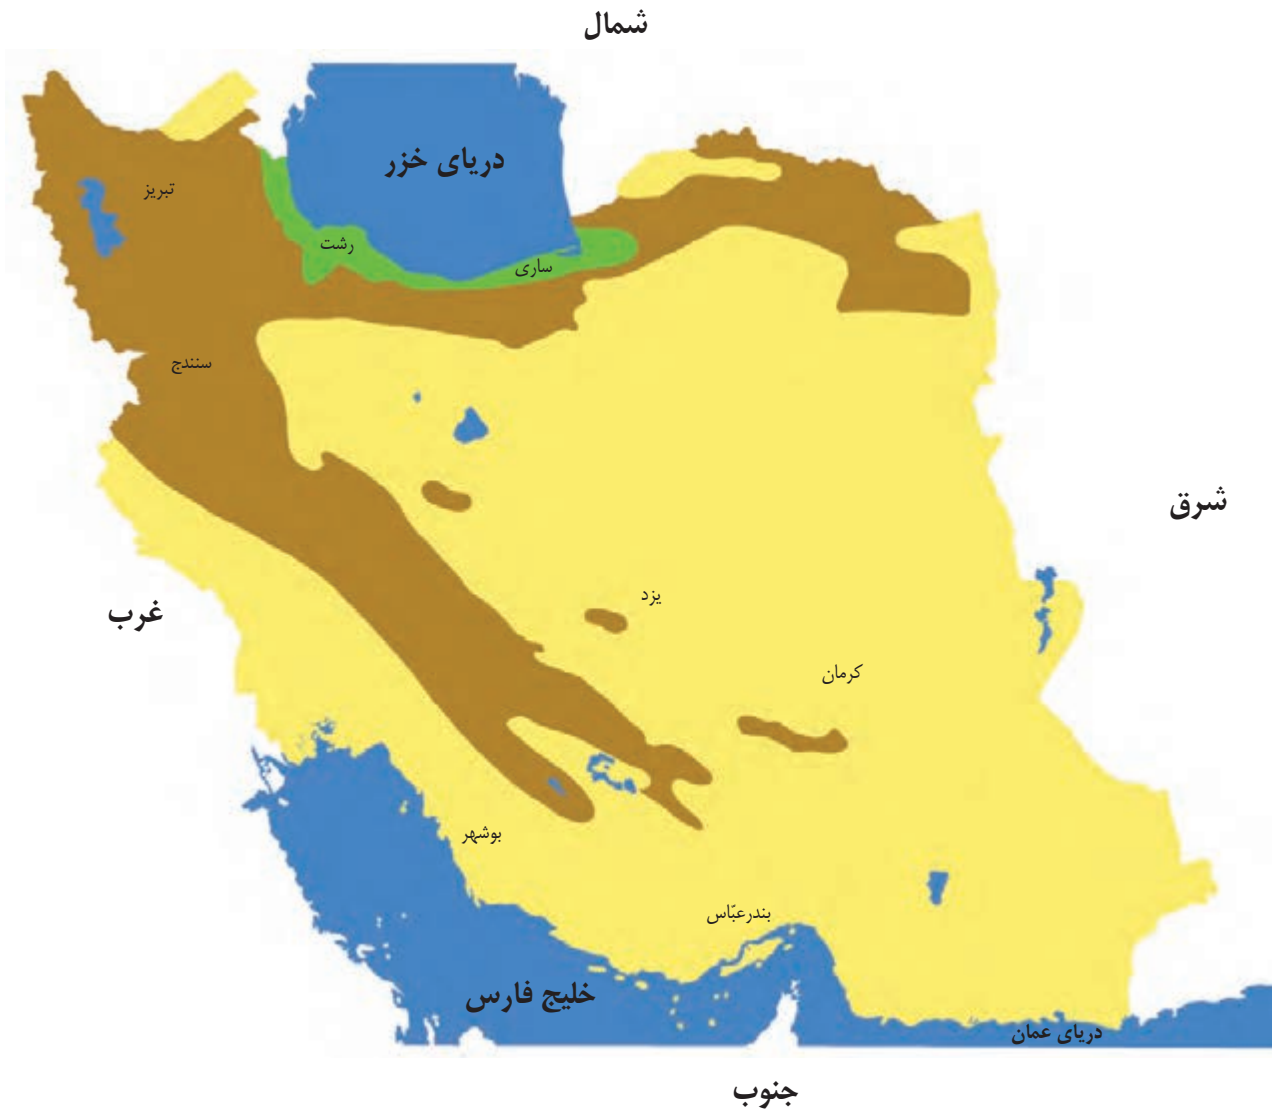 شمال
دریای خزر
تبریز
رشت
ساری
سنندج
شرق
یزد
غرب
کرمان
بوشهر
بندرعبّاس
خلیج فارس
دریای عمان
جنوب